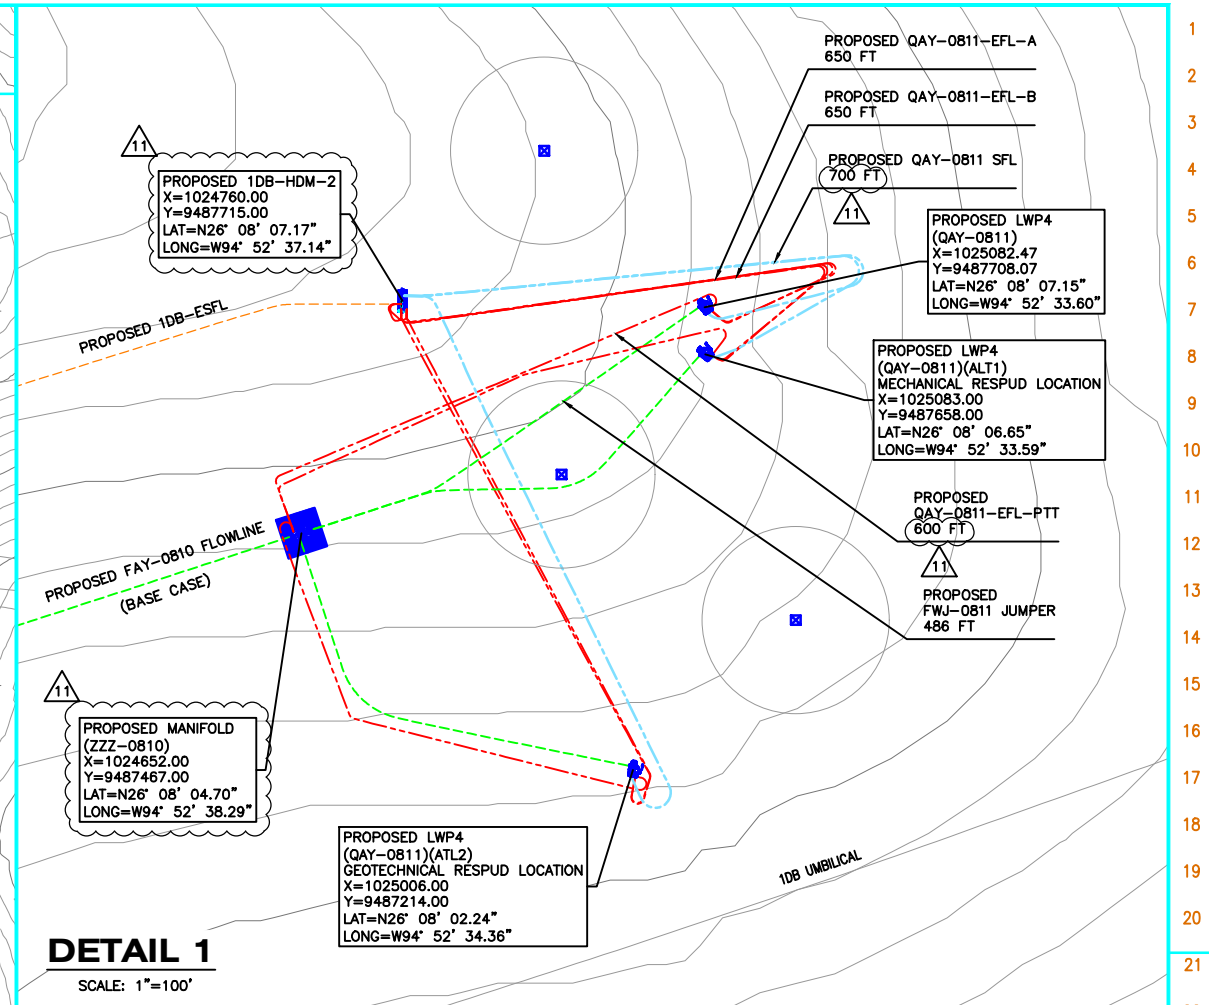 PROPOSED QAY-0811-EFL-A
650 FT
PROPOSED QAY-0811-EFL-B
650 FT
PROPOSED QAY-0811 SFL
700 FT
11
11
PROPOSED 1DB-HDM-2
X=1024760.00
Y=9487715.00
LAT=N26° 08' 07.17"
LONG=W94° 52' 37.14"
PROPOSED LWP4
(QAY-0811)
X=1025082.47
Y=9487708.07
LAT=N26° 08' 07.15"
LONG=W94° 52' 33.60"
PROPOSED 1DB-ESFL
PROPOSED LWP4
(QAY-0811)(ALT1)
MECHANICAL RESPUD LOCATION
X=1025083.00
Y=9487658.00
LAT=N26° 08' 06.65"
LONG=W94° 52' 33.59"
PROPOSED
QAY-0811-EFL-PTT
600 FT
11
PROPOSED FAY-0810 FLOWLINE
(BASE CASE)
PROPOSED
FWJ-0811 JUMPER
486 FT
11
PROPOSED MANIFOLD
(ZZZ-0810)
X=1024652.00
Y=9487467.00
LAT=N26° 08' 04.70"
LONG=W94° 52' 38.29"
PROPOSED LWP4
(QAY-0811)(ATL2)
GEOTECHNICAL RESPUD LOCATION
X=1025006.00
Y=9487214.00
LAT=N26° 08' 02.24"
LONG=W94° 52' 34.36"
1DB UMBILICAL
DETAIL 1
SCALE: 1"=100'
1
2
3
4
5
6
7
8
9
10
11
12
13
14
15
16
17
18
19
20
21